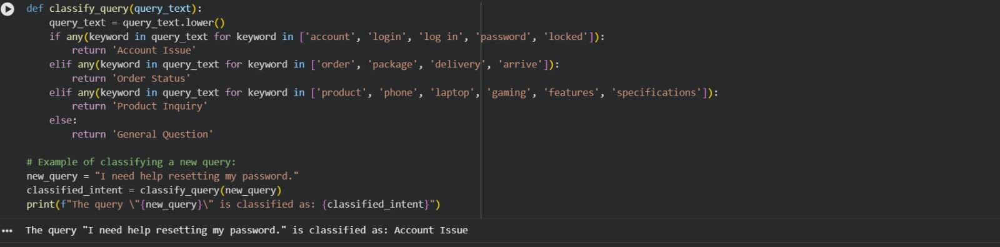 def classify_query(query_text):
    query_text = query_text.lower()
    if any(keyword in query_text for keyword in ['account', 'login', 'log in', 'password', 'locked']):
        return 'Account Issue'
    elif any(keyword in query_text for keyword in ['order', 'package', 'delivery', 'arrive']):
        return 'Order Status'
    elif any(keyword in query_text for keyword in ['product', 'phone', 'laptop', 'gaming', 'features', 'specifications']):
        return 'Product Inquiry'
    else:
        return 'General Question'

# Example of classifying a new query:
new_query = "I need help resetting my password."
classified_intent = classify_query(new_query)
print(f"The query \"{new_query}\" is classified as: {classified_intent}")
The query "I need help resetting my password." is classified as: Account Issue